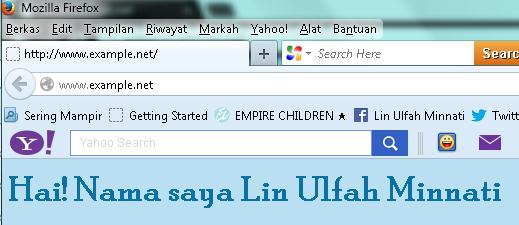 Mozilla Firefox
Berkas Edit Tampilan Riwayat Markah Yahoo! Alat Bantuan
http://www.example.net/ + Search Here Searc
www.example.net
Sering Mampir Getting Started EMPIRE CHILDREN ★ Lin Ulfah Minnati Twitt
Y! Yahoo Search
Hai! Nama saya Lin Ulfah Minnati